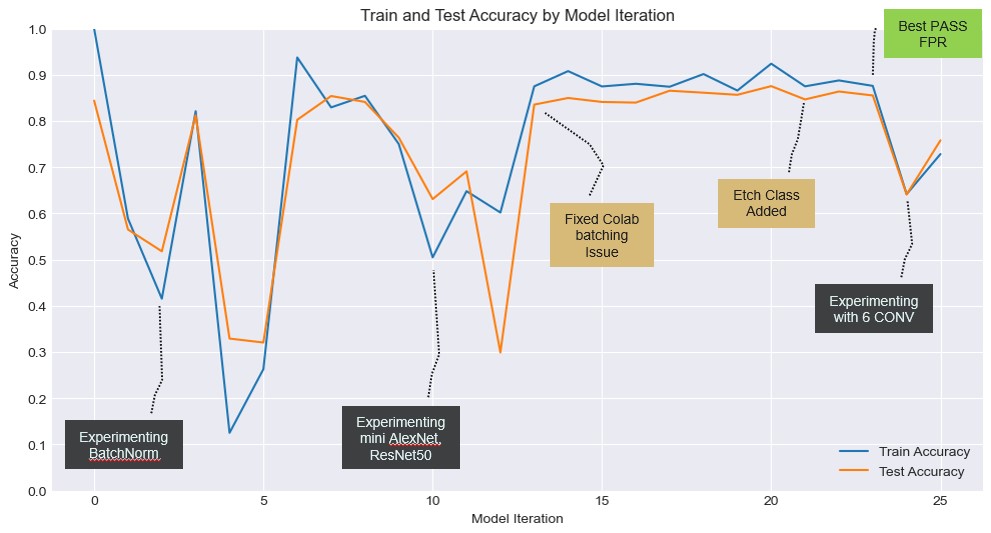 Train and Test Accuracy by Model Iteration
Best PASS
FPR
1.0
0.9
0.8
0.7
0.6
0.5
0.4
0.3
0.2
0.1
0.0
Accuracy
Etch Class
Added
Fixed Colab
batching
Issue
Experimenting
with 6 CONV
Experimenting
mini AlexNet,
ResNet50
Experimenting
BatchNorm
Train Accuracy
Test Accuracy
0 5 10 15 20 25
Model Iteration